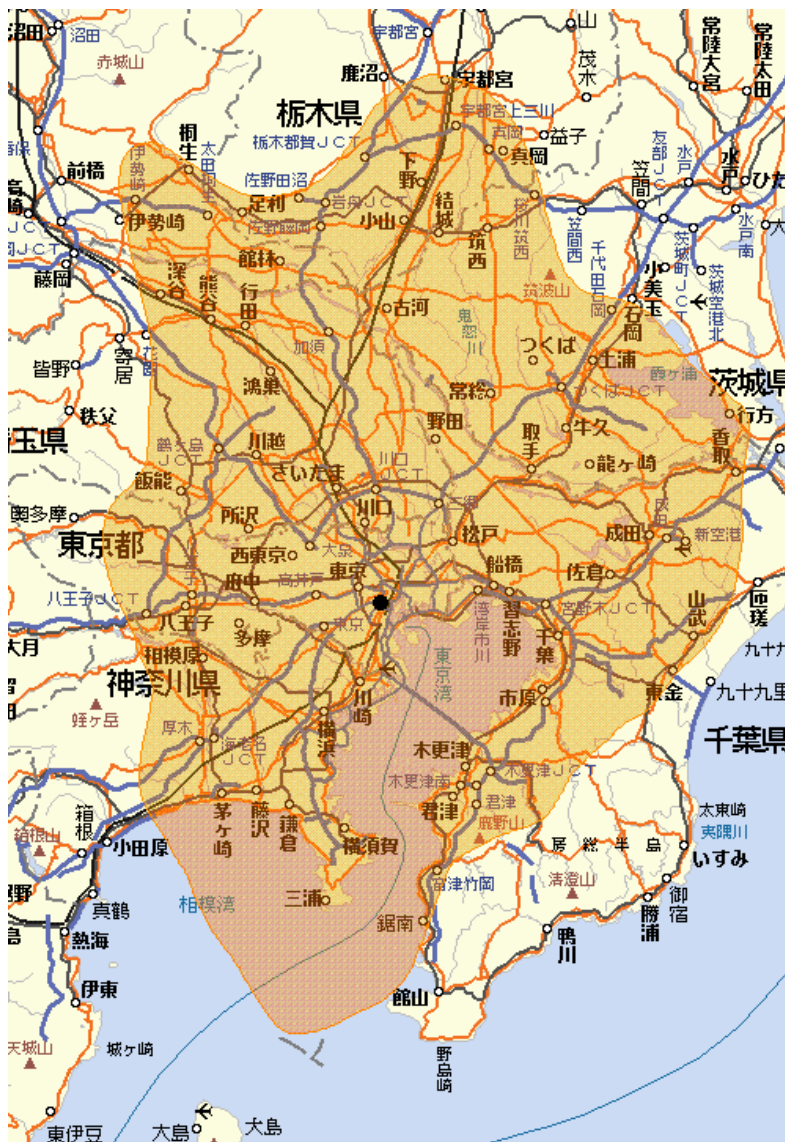 沼田
沼田
赤城山
宇都宮
山
茂木
常陸大宮
常陸太田
鹿沼
宇都宮
栃木県
宇都宮上三川
真岡
益子
真岡
友部JCT
水戸
水戸
ひた
桐生
太田桐生
伊勢崎
栃木都賀JCT
下野
前橋
佐野田沼
岩舟JCT
結城
桜川筑西
笠間
笠間西
茨城町JCT
水戸南
高崎
伊勢崎
足利
佐野藤岡
小山
筑西
千代田石岡
小美玉
茨城空港北
藤岡
館林
深谷
熊谷
行田
古河
筑波山
石岡
鬼怒川
つくば
土浦
加須
花園
寄居
皆野
鴻巣
常総
つくばJCT
霞ヶ浦
茨城県
行方
秩父
玉県
鶴ヶ島JCT
川越
さいたま
川口JCT
野田
取手
牛久
龍ヶ崎
香取
飯能
川口
三郷
奥多摩
所沢
松戸
成田
成田
新空港
東京都
西東京
大泉
船橋
佐倉
八王子JCT
府中
高井戸
東京
湾岸市川
習志野
宮野木JCT
匝瑳
八王子
多摩
東京
東京湾
千葉
山武
大月
相模原
九十九
神奈川県
川崎
市原
東金
九十九里
蛭ヶ岳
厚木
海老名JCT
横浜
木更津
千葉県
木更津南
木更津JCT
箱根
箱根山
小田原
茅ヶ崎
藤沢
鎌倉
横須賀
君津
君津
鹿野山
房総半島
太東崎
夷隅川
いすみ
真鶴
相模湾
三浦
富津竹岡
清澄山
御宿
勝浦
鋸南
熱海
鴨川
伊東
館山
城ヶ崎
天城山
野島崎
東伊豆
大島
大島